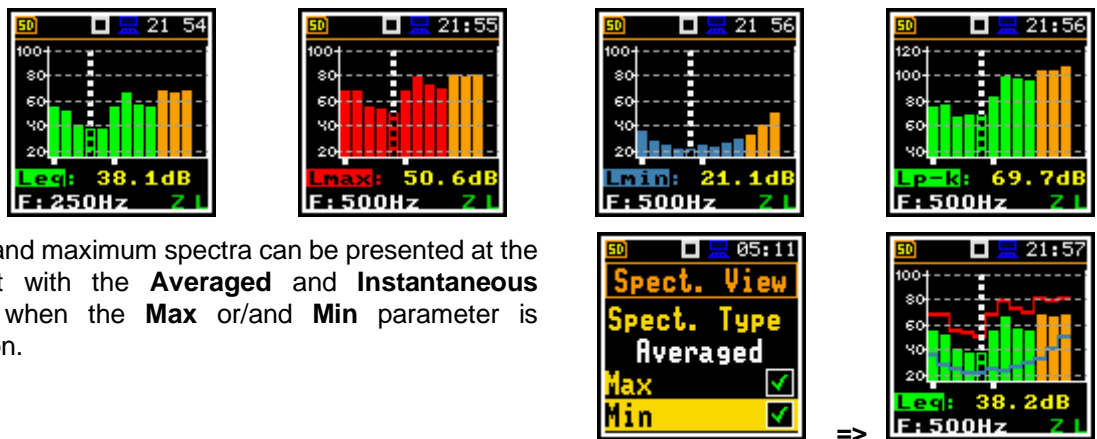 SD 21 54
100
80
60
40
20
Leq: 38.1dB
F:250Hz Z L
SD 21:55
100
80
60
40
20
Lmax: 50.6dB
F:500Hz Z L
SD 21 56
100
80
60
40
20
Lmin: 21.1dB
F:500Hz Z L
SD 21:56
120
100
80
60
40
Lp-k: 69.7dB
F:500Hz Z L
and maximum spectra can be presented at the
t with the Averaged and Instantaneous
when the Max or/and Min parameter is
on.
SD 05:11
Spect. View
Spect. Type
Averaged
Max
Min
=>
SD 21:57
100
80
60
40
20
Leq: 38.2dB
F:500Hz Z L